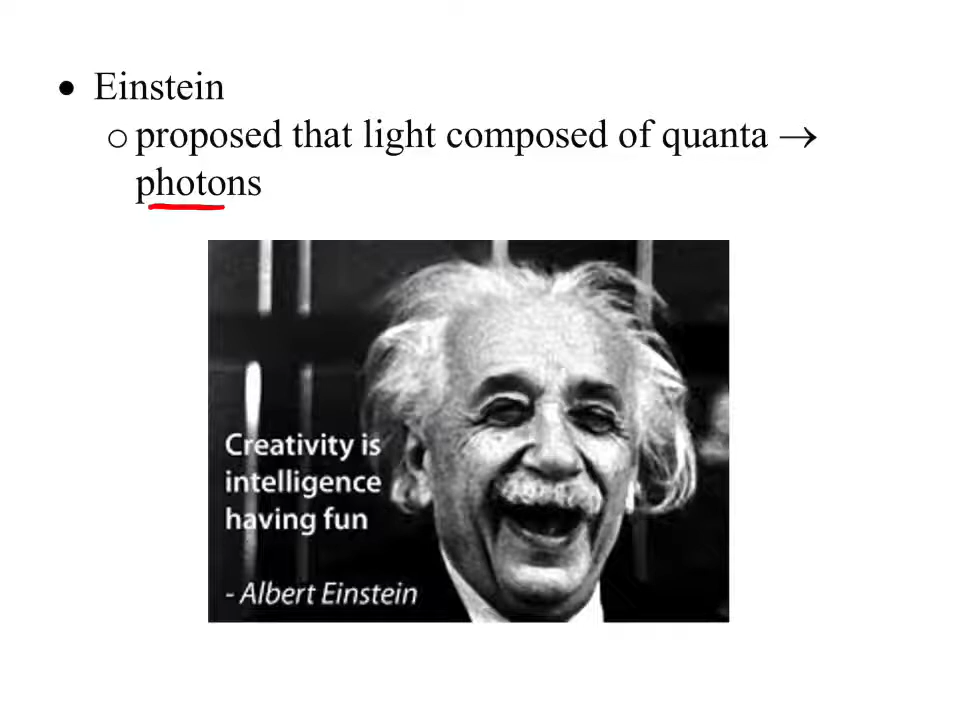 • Einstein
o proposed that light composed of quanta →
photons
Creativity is
intelligence
having fun
- Albert Einstein